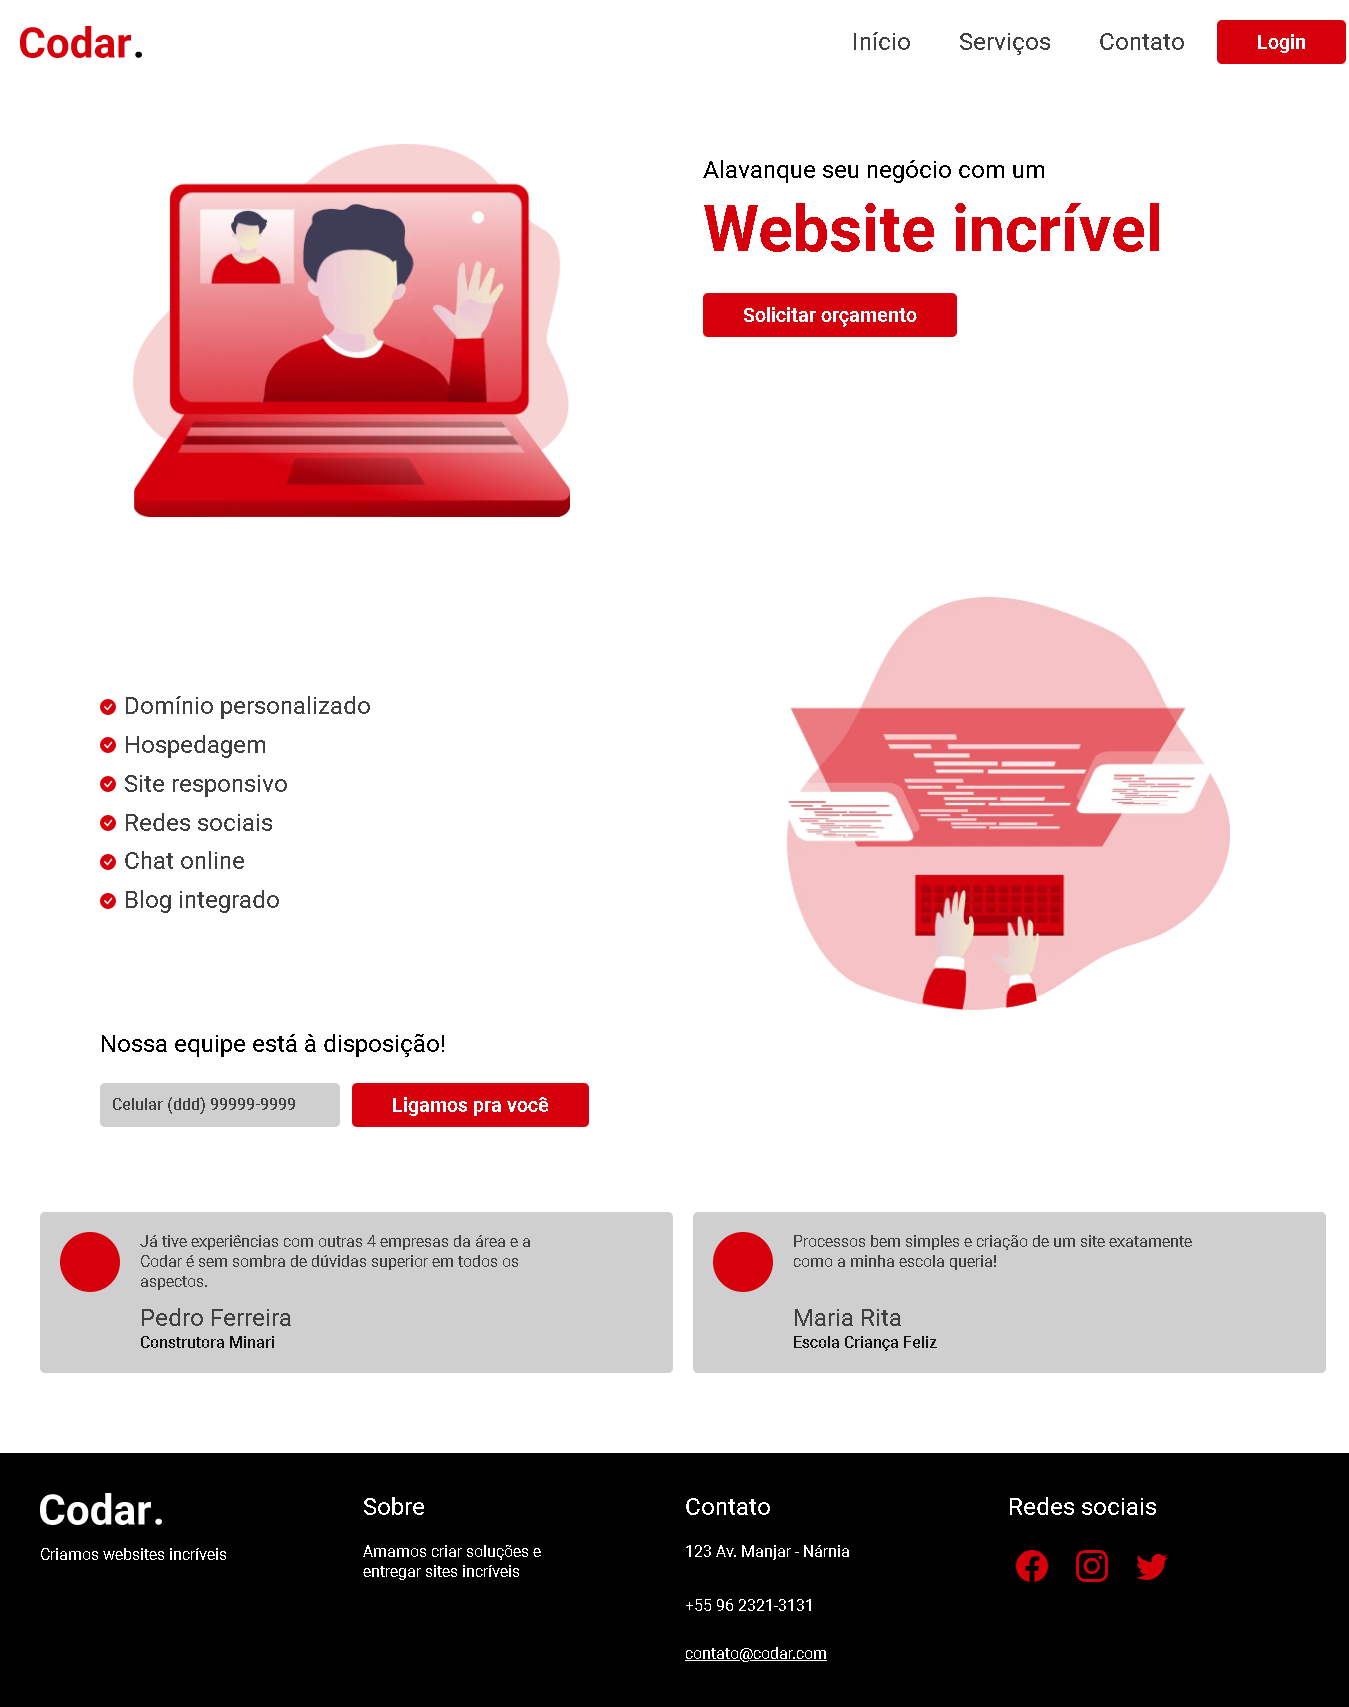 Codar.
Início
Serviços
Contato
Login
Alavanque seu negócio com um
Website incrível
Solicitar orçamento
Domínio personalizado
Hospedagem
Site responsivo
Redes sociais
Chat online
Blog integrado
Nossa equipe está à disposição!
Celular (ddd) 99999-9999
Ligamos pra você
Já tive experiências com outras 4 empresas da área e a
Codar é sem sombra de dúvidas superior em todos os
aspectos.
Pedro Ferreira
Construtora Minari
Processos bem simples e criação de um site exatamente
como a minha escola queria!
Maria Rita
Escola Criança Feliz
Codar.
Criamos websites incríveis
Sobre
Amamos criar soluções e
entregar sites incríveis
Contato
123 Av. Manjar - Nárnia
+55 96 2321-3131
contato@codar.com
Redes sociais